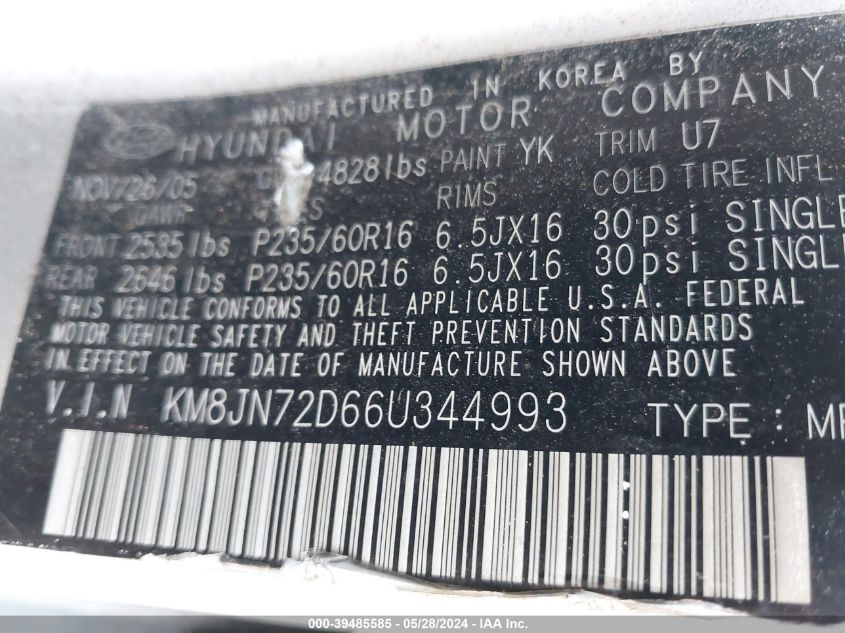 MANUFACTURED IN KOREA BY
HYUNDAI MOTOR COMPANY
NOV/26/05 4828lbs PAINT YK TRIM U7
GAWR RIMS COLD TIRE INFL
FRONT 2535lbs P235/60R16 6.5JX16 30psi SINGLE
REAR 2646lbs P235/60R16 6.5JX16 30psi SINGL
THIS VEHICLE CONFORMS TO ALL APPLICABLE U.S.A. FEDERAL
MOTOR VEHICLE SAFETY AND THEFT PREVENTION STANDARDS
IN EFFECT ON THE DATE OF MANUFACTURE SHOWN ABOVE
V.I.N KM8JN72D66U344993 TYPE : MP
000-39485585 - 05/28/2024 - IAA Inc.